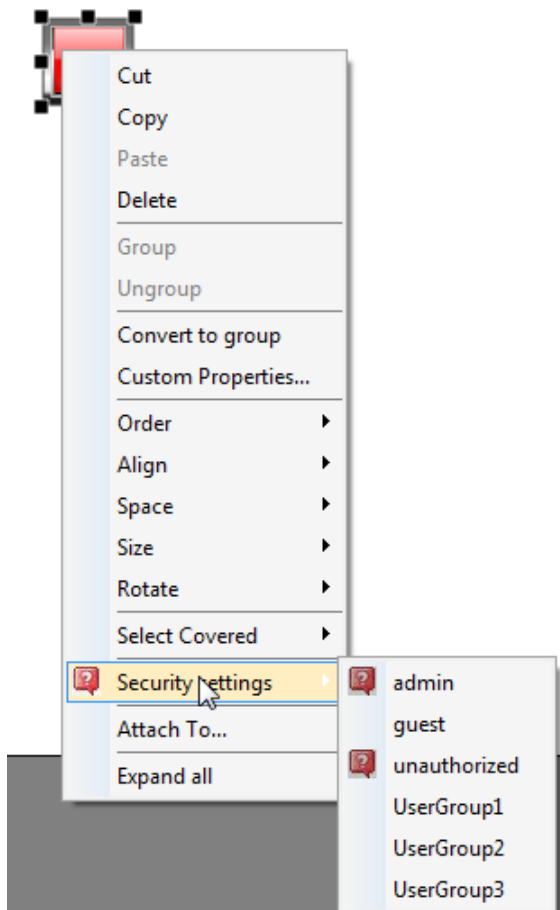 Cut
Copy
Paste
Delete
Group
Ungroup
Convert to group
Custom Properties...
Order
Align
Space
Size
Rotate
Select Covered
Security settings
Attach To...
Expand all
admin
guest
unauthorized
UserGroup1
UserGroup2
UserGroup3